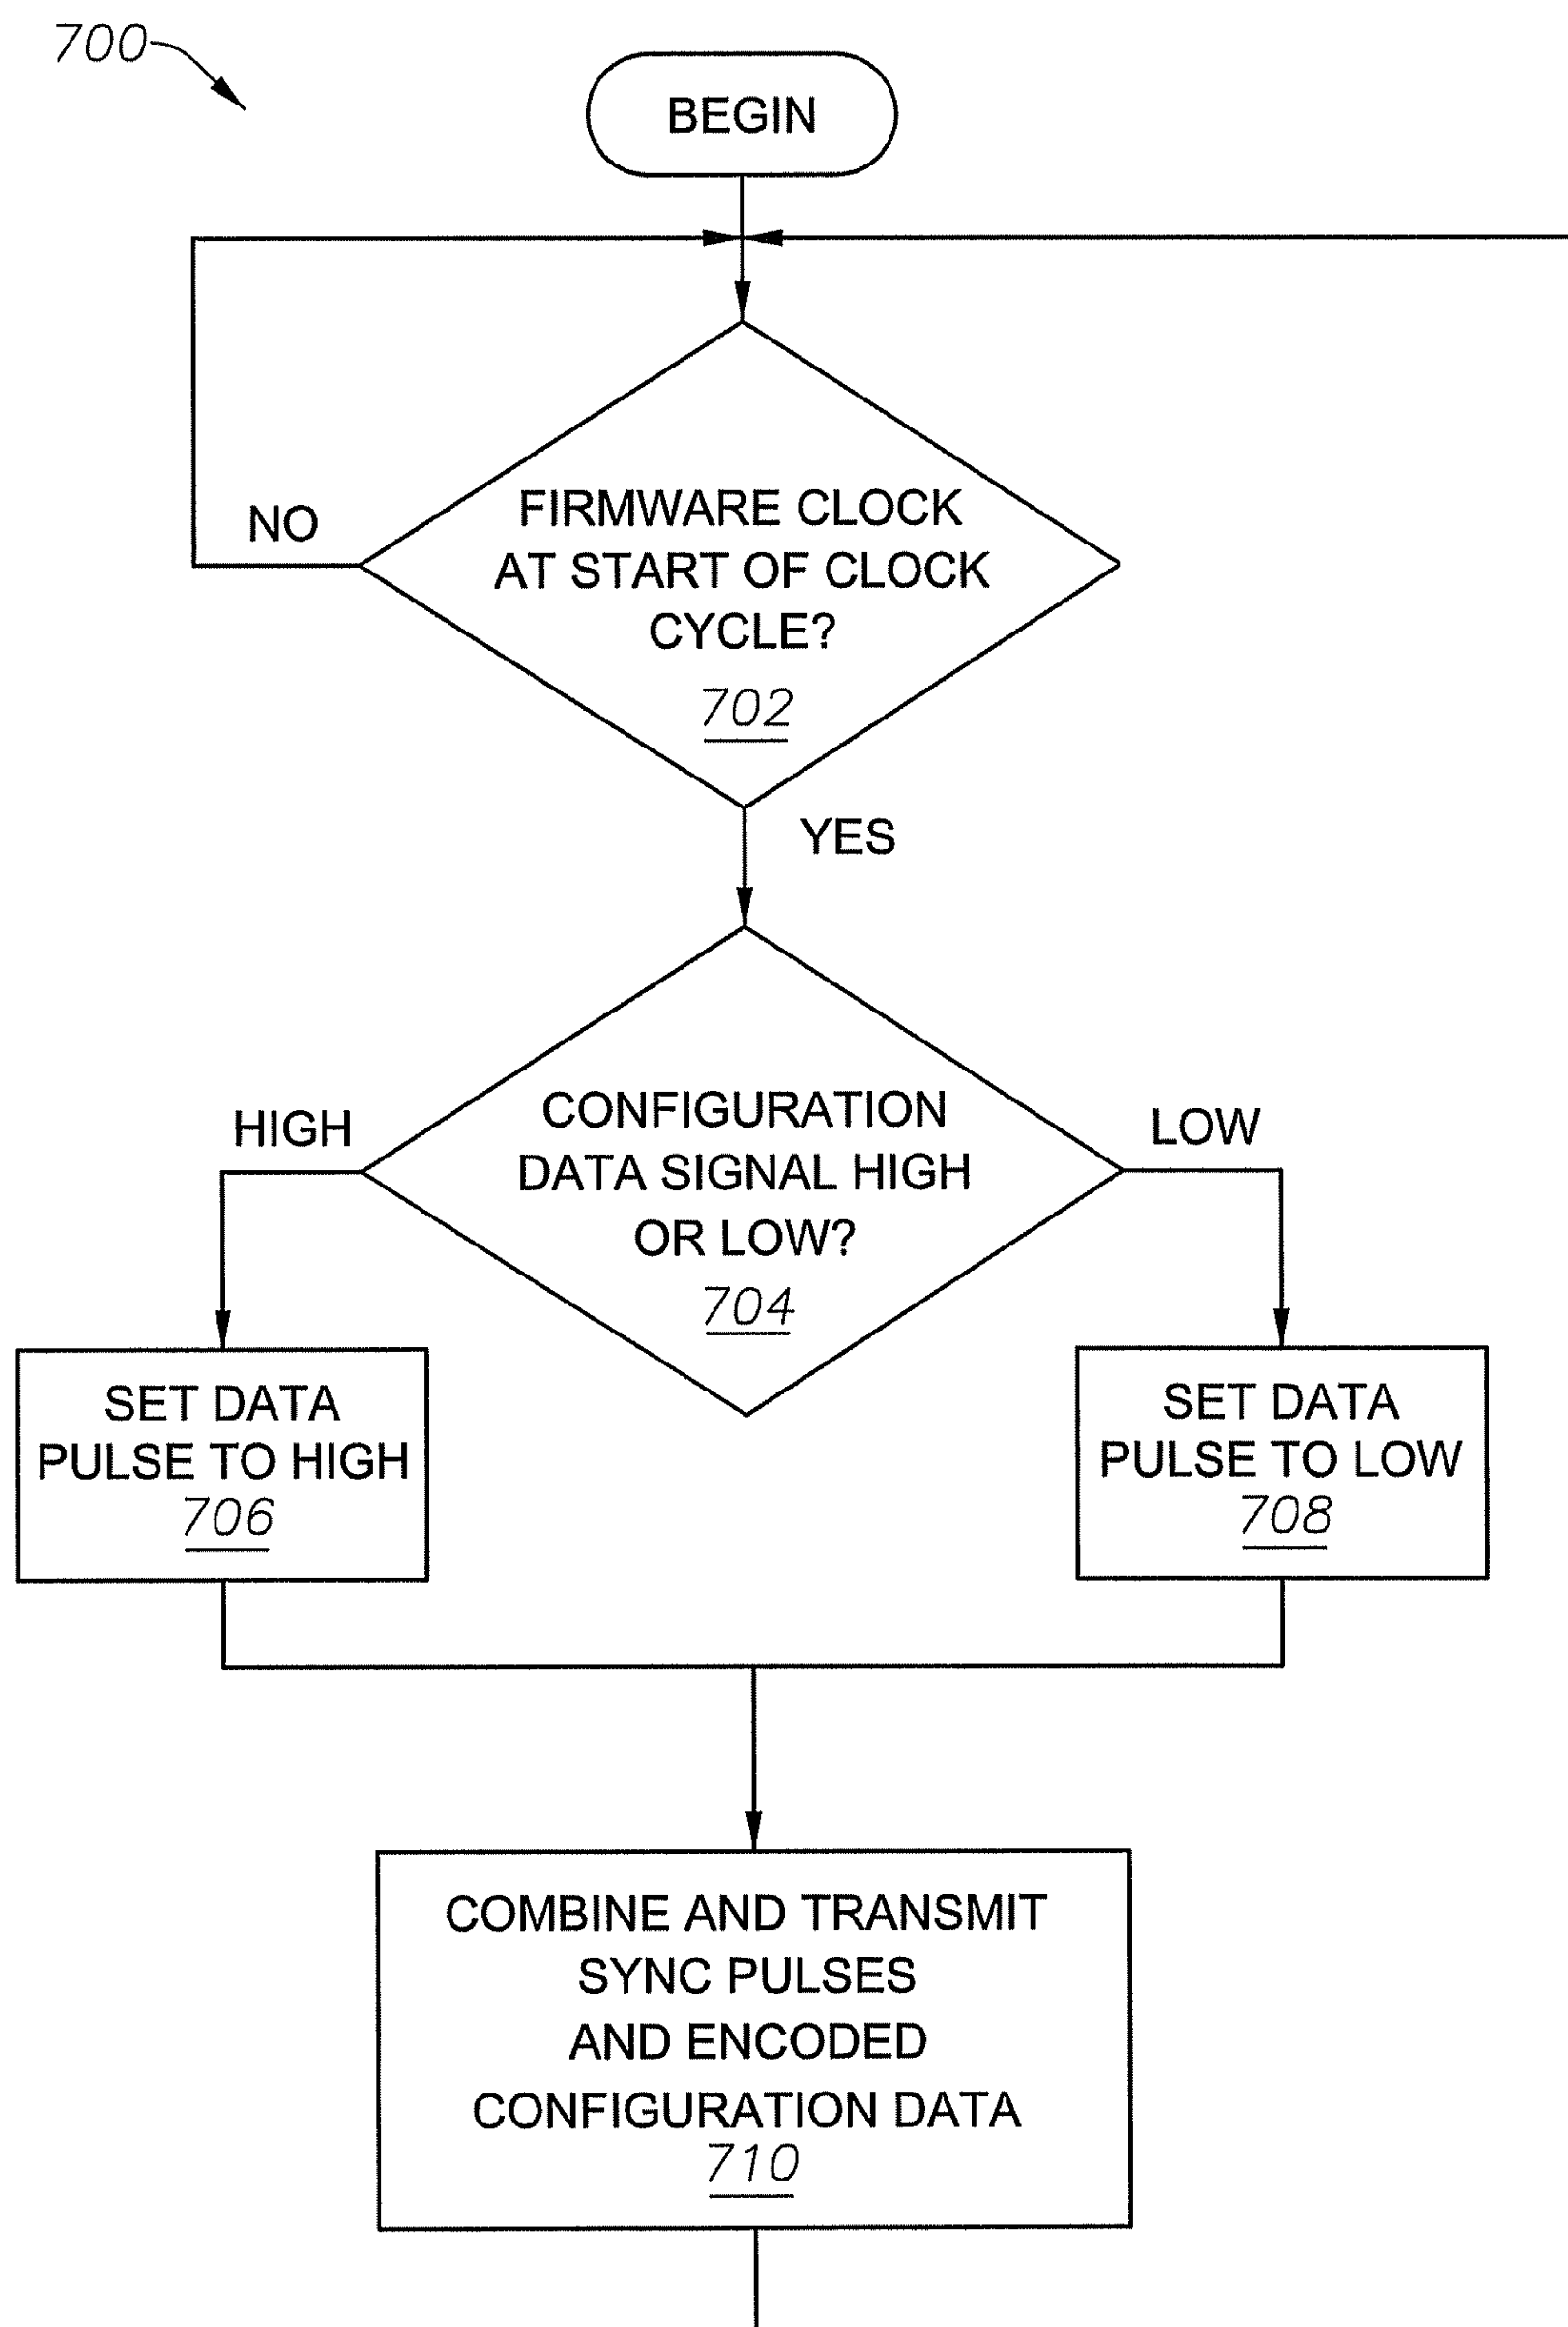 700
BEGIN
FIRMWARE CLOCK
AT START OF CLOCK
CYCLE?
702
NO
YES
CONFIGURATION
DATA SIGNAL HIGH
OR LOW?
704
HIGH
LOW
SET DATA
PULSE TO HIGH
706
SET DATA
PULSE TO LOW
708
COMBINE AND TRANSMIT
SYNC PULSES
AND ENCODED
CONFIGURATION DATA
710